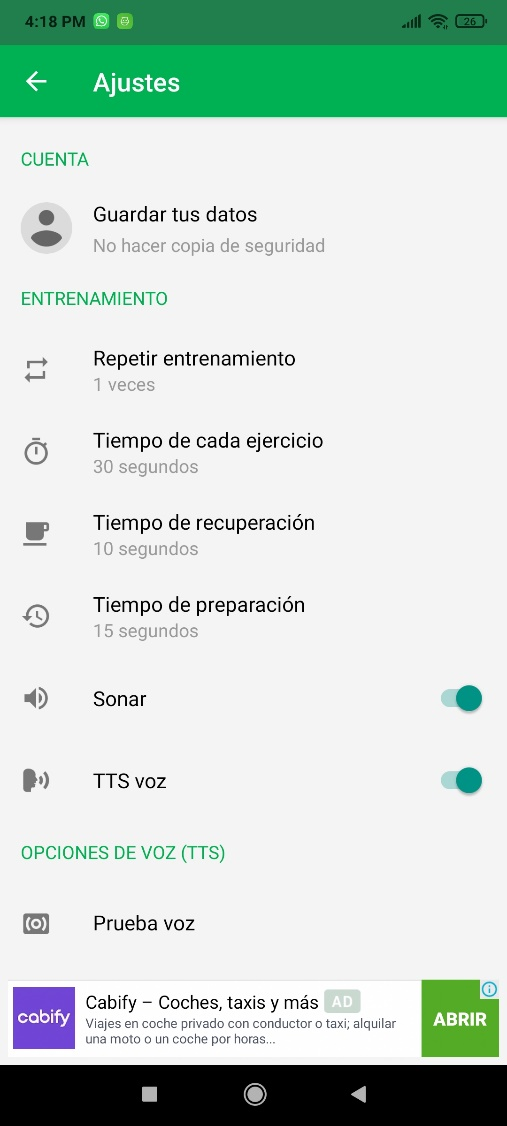 4:18 PM
26
Ajustes
CUENTA
Guardar tus datos
No hacer copia de seguridad
ENTRENAMIENTO
Repetir entrenamiento
1 veces
Tiempo de cada ejercicio
30 segundos
Tiempo de recuperación
10 segundos
Tiempo de preparación
15 segundos
Sonar
TTS voz
OPCIONES DE VOZ (TTS)
Prueba voz
cabify
Cabify – Coches, taxis y más AD
Viajes en coche privado con conductor o taxi; alquilar
una moto o un coche por horas...
ABRIR